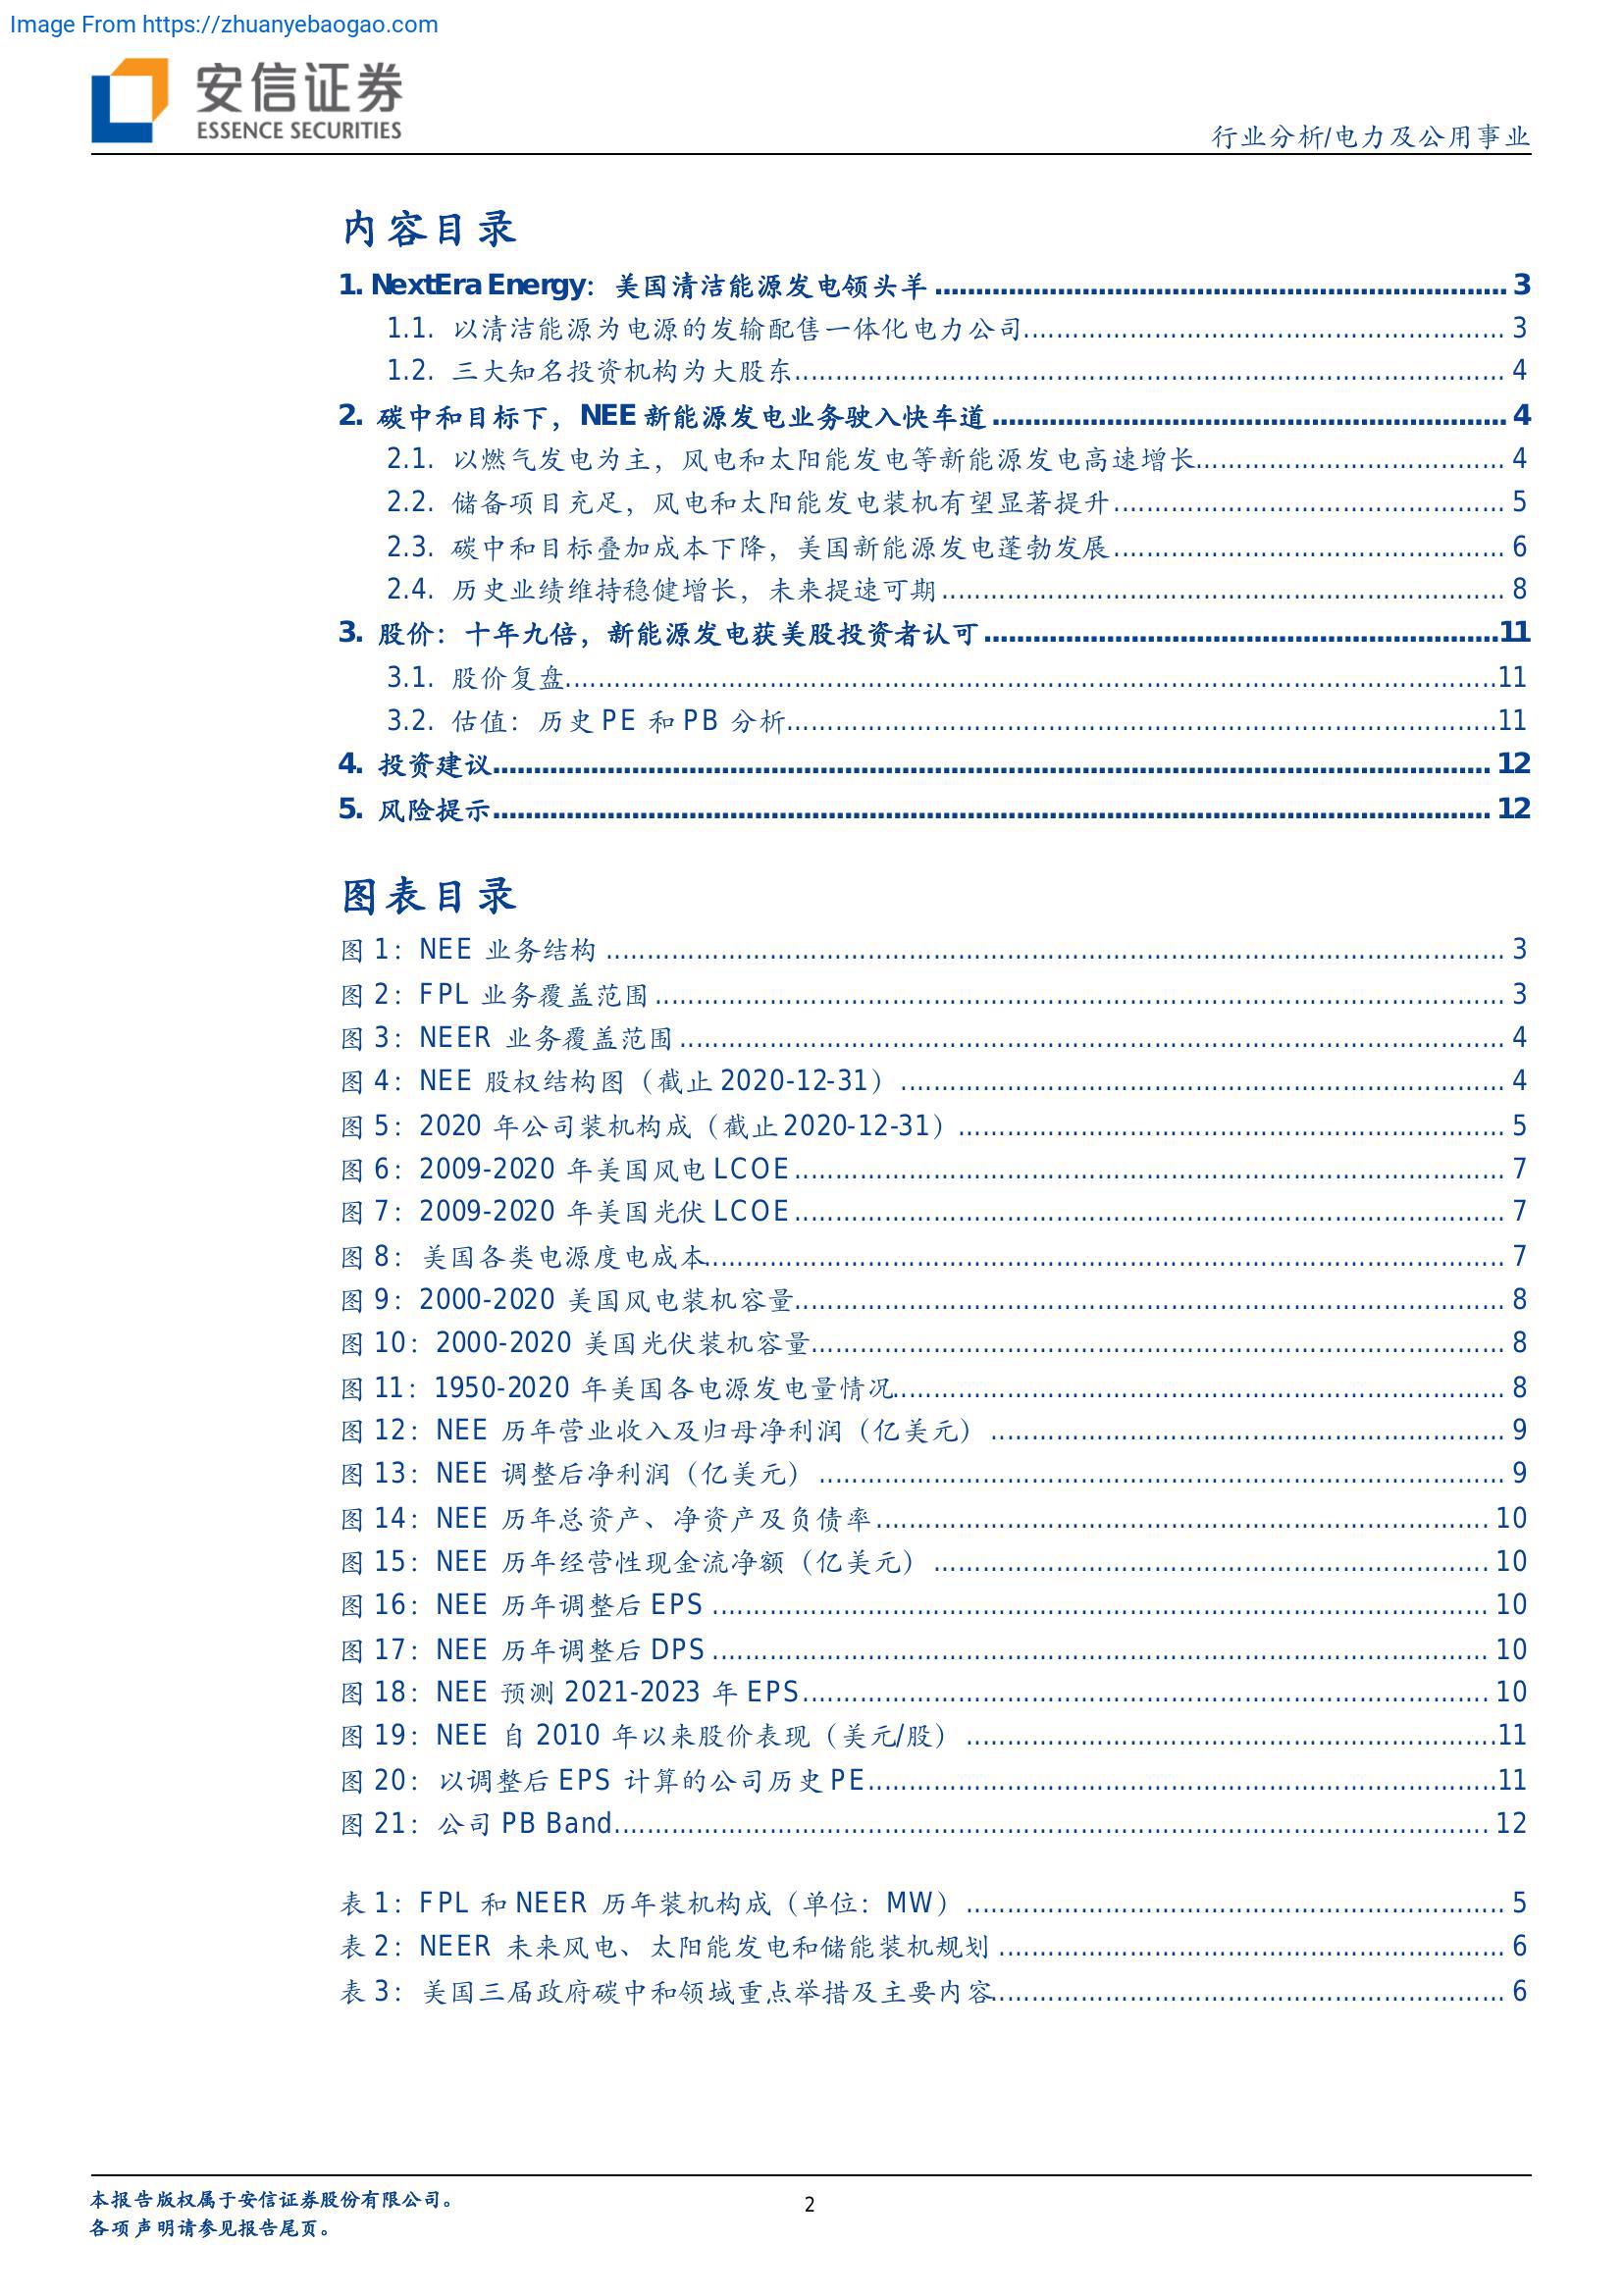 Image From https://zhuanyebaogao.com
安信证券
ESSENCE SECURITIES
行业分析/电力及公用事业
内容目录
1. NextEra Energy：美国清洁能源发电领头羊 3
1.1. 以清洁能源为电源的发输配售一体化电力公司 3
1.2. 三大知名投资机构为大股东 4
2. 碳中和目标下，NEE 新能源发电业务驶入快车道 4
2.1. 以燃气发电为主，风电和太阳能发电等新能源发电高速增长 4
2.2. 储备项目充足，风电和太阳能发电装机有望显著提升 5
2.3. 碳中和目标叠加成本下降，美国新能源发电蓬勃发展 6
2.4. 历史业绩维持稳健增长，未来提速可期 8
3. 股价：十年九倍，新能源发电获美股投资者认可 11
3.1. 股价复盘 11
3.2. 估值：历史 PE 和 PB 分析 11
4. 投资建议 12
5. 风险提示 12
图表目录
图 1：NEE 业务结构 3
图 2：FPL 业务覆盖范围 3
图 3：NEER 业务覆盖范围 4
图 4：NEE 股权结构图（截止 2020-12-31） 4
图 5：2020 年公司装机构成（截止 2020-12-31） 5
图 6：2009-2020 年美国风电 LCOE 7
图 7：2009-2020 年美国光伏 LCOE 7
图 8：美国各类电源度电成本 7
图 9：2000-2020 美国风电装机容量 8
图 10：2000-2020 美国光伏装机容量 8
图 11：1950-2020 年美国各电源发电量情况 8
图 12：NEE 历年营业收入及归母净利润（亿美元） 9
图 13：NEE 调整后净利润（亿美元） 9
图 14：NEE 历年总资产、净资产及负债率 10
图 15：NEE 历年经营性现金流净额（亿美元） 10
图 16：NEE 历年调整后 EPS 10
图 17：NEE 历年调整后 DPS 10
图 18：NEE 预测 2021-2023 年 EPS 10
图 19：NEE 自 2010 年以来股价表现（美元/股） 11
图 20：以调整后 EPS 计算的公司历史 PE 11
图 21：公司 PB Band 12
表 1：FPL 和 NEER 历年装机构成（单位：MW） 5
表 2：NEER 未来风电、太阳能发电和储能装机规划 6
表 3：美国三届政府碳中和领域重点举措及主要内容 6
本报告版权属于安信证券股份有限公司。
各项声明请参见报告尾页。
2